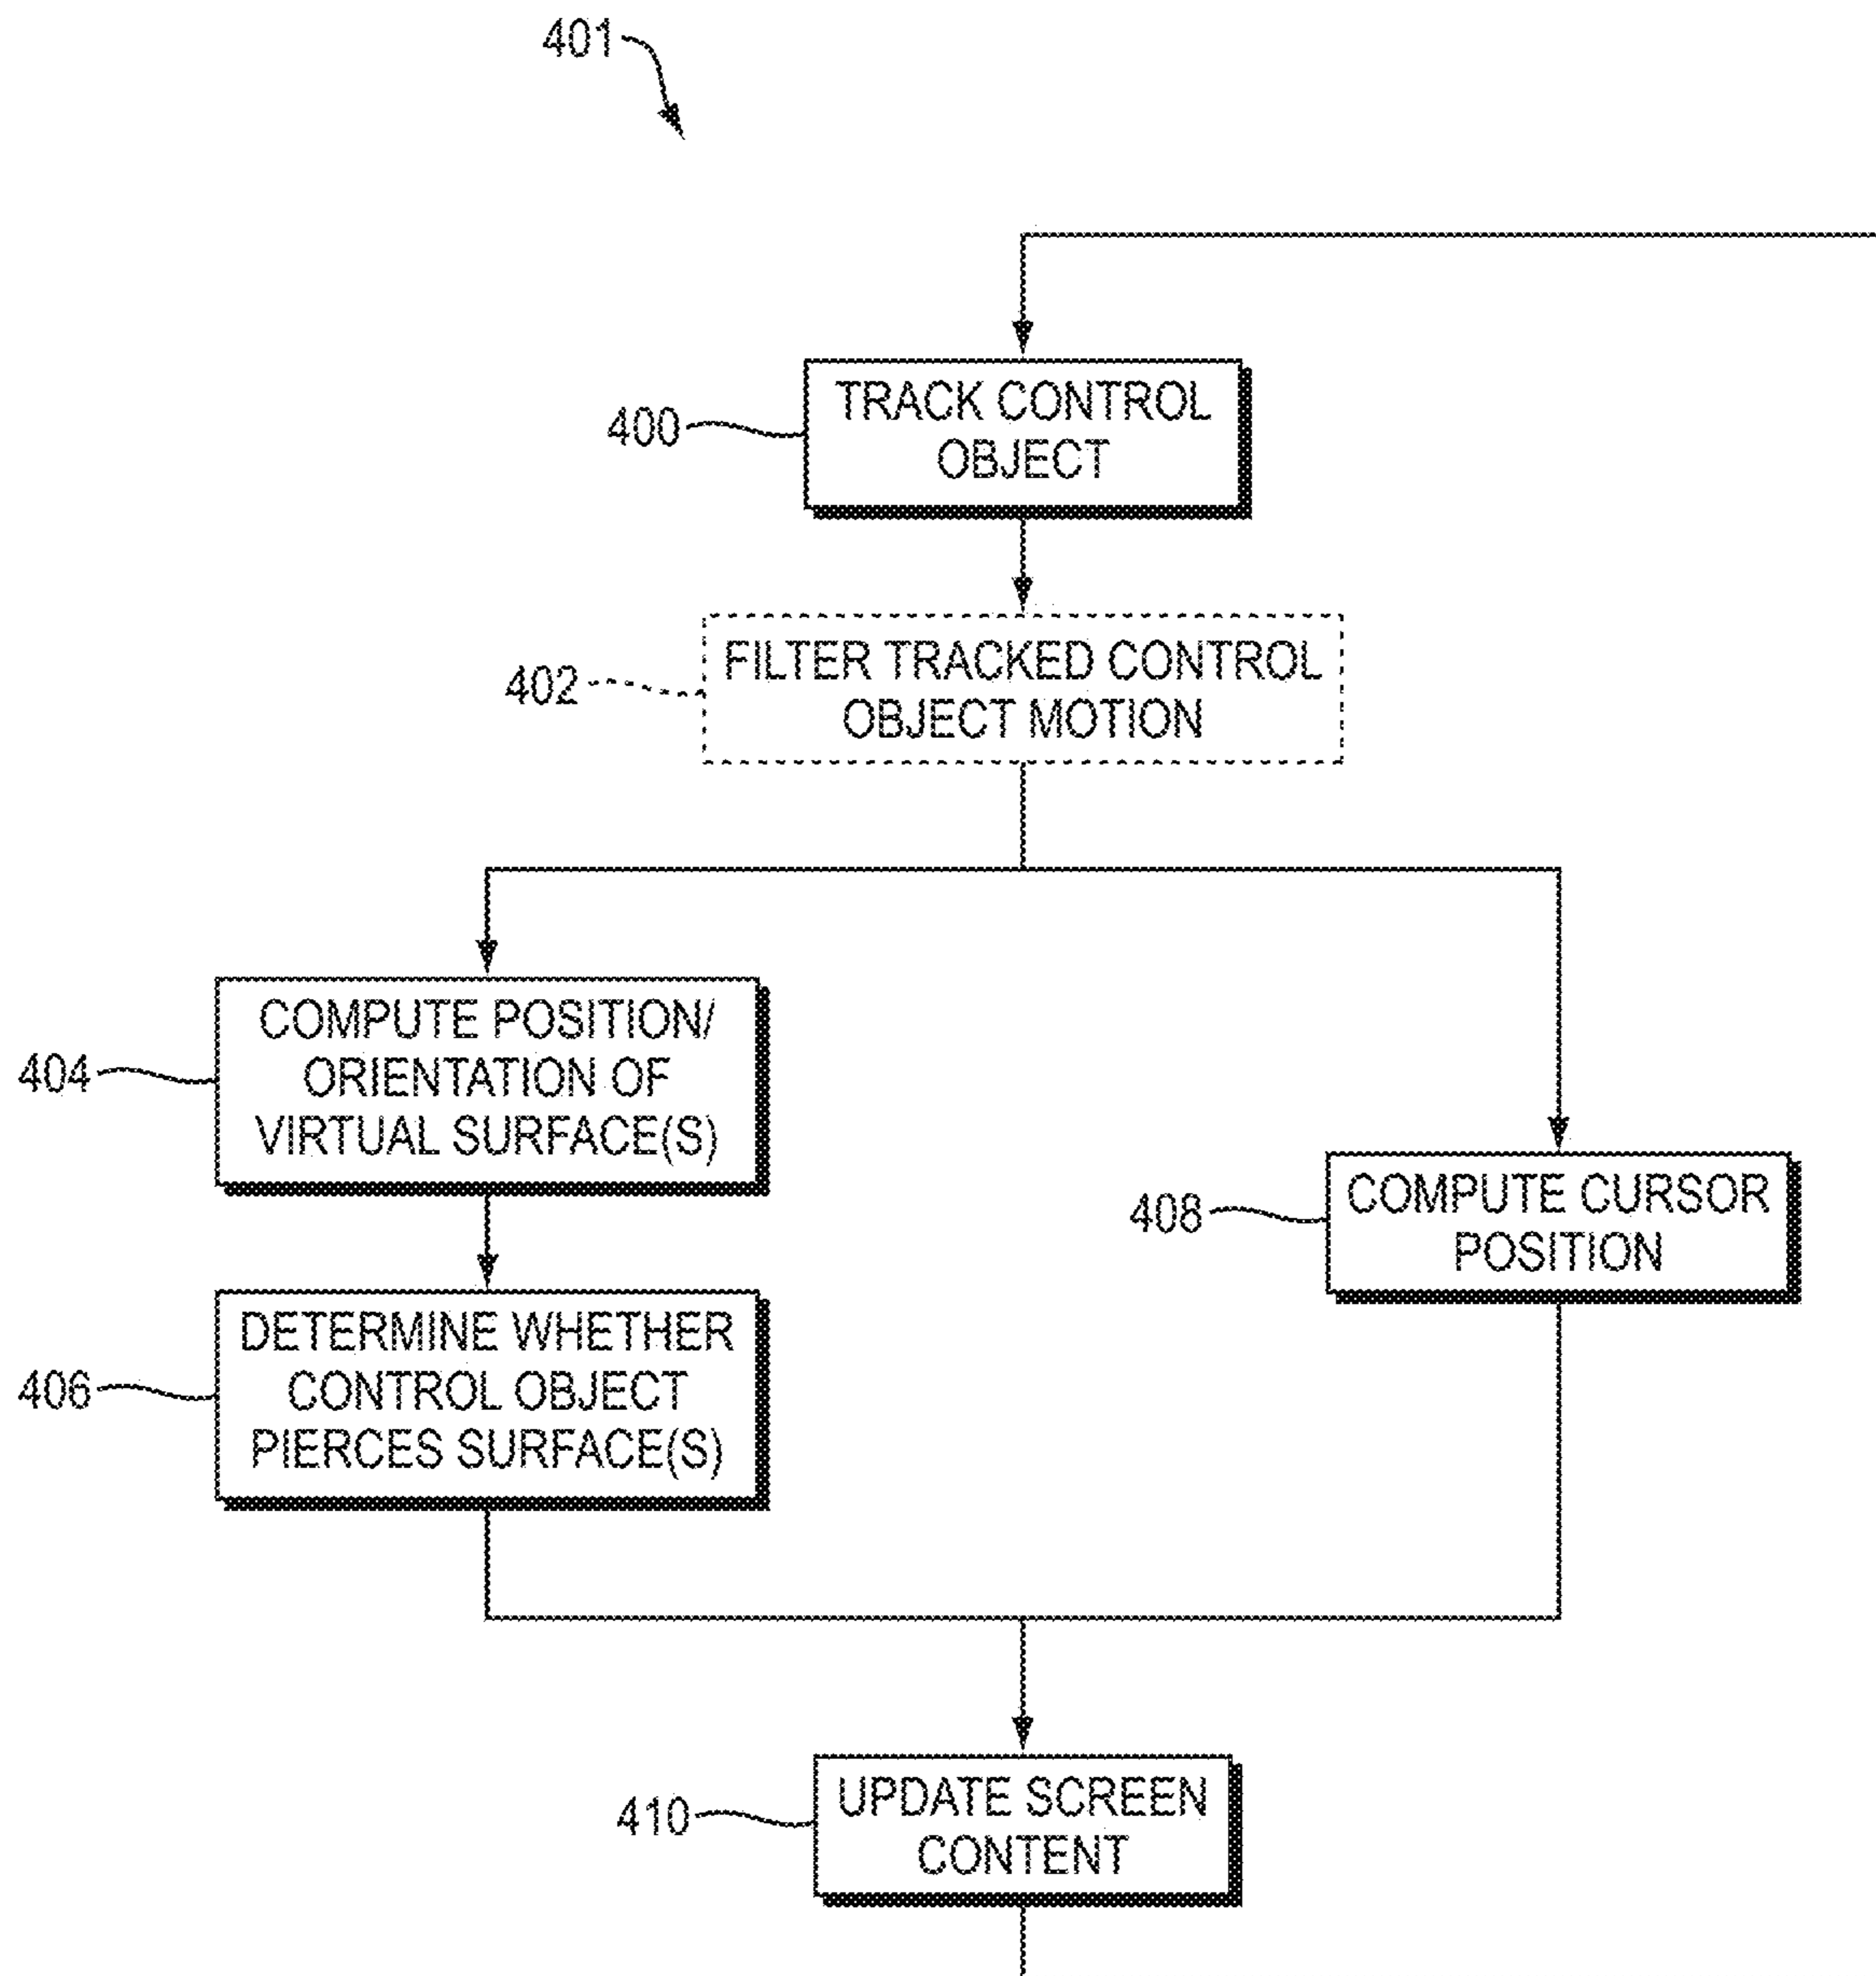 401
400
TRACK CONTROL
OBJECT
402
FILTER TRACKED CONTROL
OBJECT MOTION
404
COMPUTE POSITION/
ORIENTATION OF
VIRTUAL SURFACE(S)
408
COMPUTE CURSOR
POSITION
406
DETERMINE WHETHER
CONTROL OBJECT
PIERCES SURFACE(S)
410
UPDATE SCREEN
CONTENT